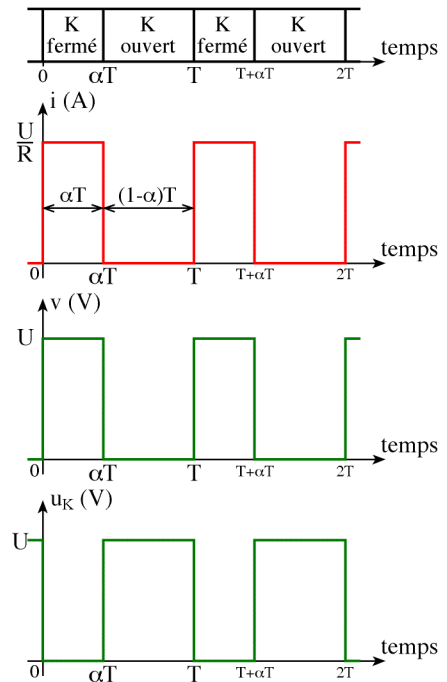 K K K K
fermé ouvert fermé ouvert
temps
0 αT T T+αT 2T
i (A)
U
R
αT (1-α)T
temps
0 αT T T+αT 2T
v (V)
U
temps
0 αT T T+αT 2T
uK (V)
U
temps
0 αT T T+αT 2T